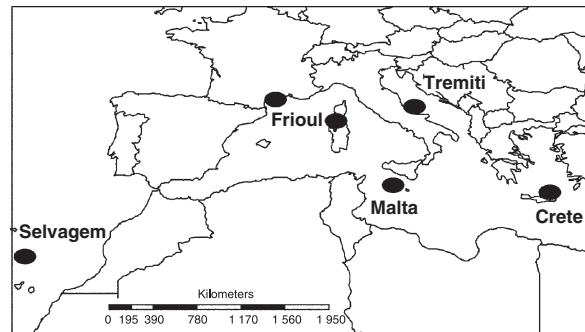 Tremiti
Frioul
Malta
Crete
Selvagem
Kilometers
0 195 390 780 1 170 1 560 1 950